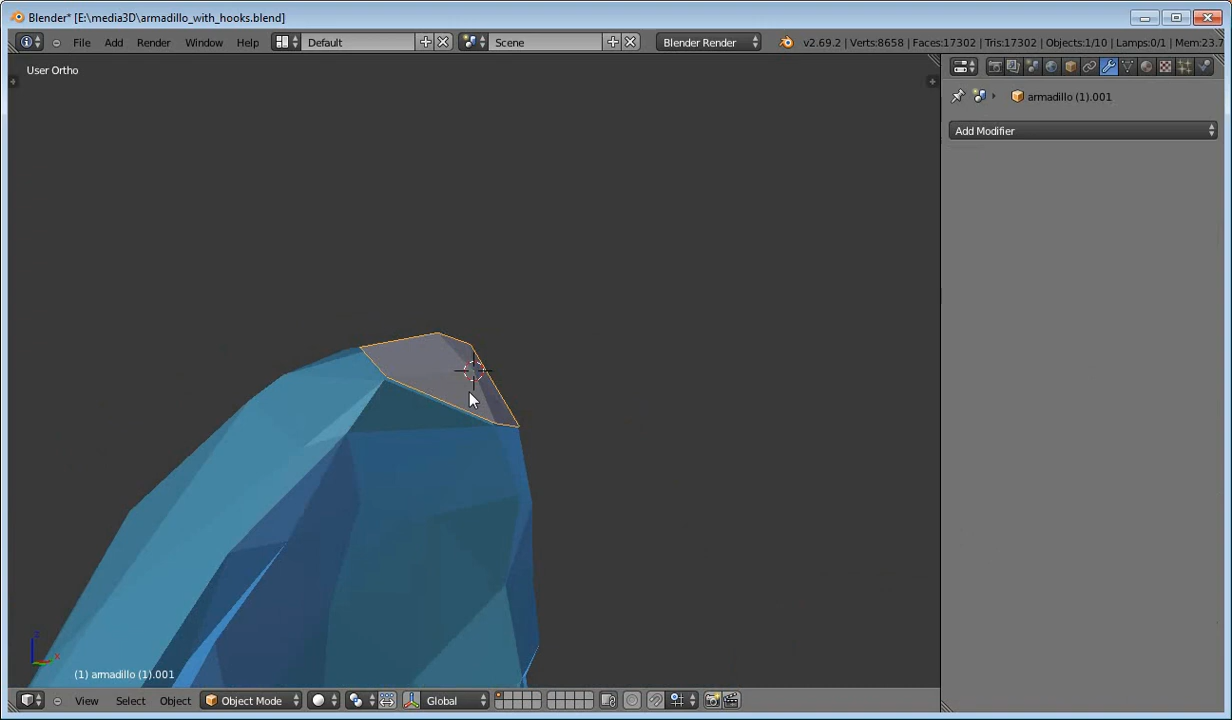 Blender* [E:\media3D\armadillo_with_hooks.blend]
File Add Render Window Help Default Scene Blender Render v2.69.2 | Verts:8658 | Faces:17302 | Tris:17302 | Objects:1/10 | Lamps:0/1 | Mem:23.7
User Ortho
armadillo (1).001
Add Modifier
(1) armadillo (1).001
View Select Object Object Mode Global